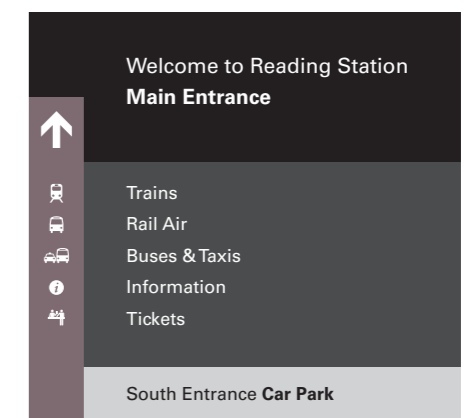 Welcome to Reading Station
Main Entrance
Trains
Rail Air
Buses & Taxis
Information
Tickets
South Entrance Car Park